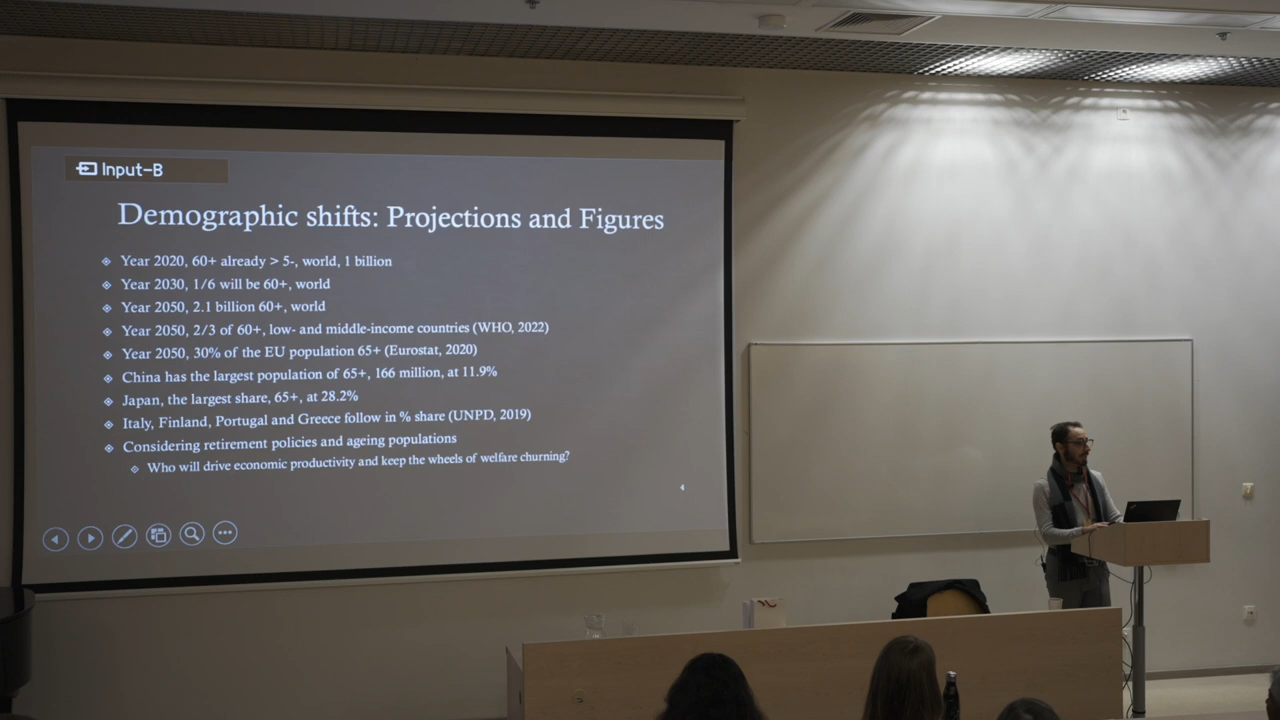 Input-B
Demographic shifts: Projections and Figures
Year 2020, 60+ already > 5-, world, 1 billion
Year 2030, 1/6 will be 60+, world
Year 2050, 2.1 billion 60+, world
Year 2050, 2/3 of 60+, low- and middle-income countries (WHO, 2022)
Year 2050, 30% of the EU population 65+ (Eurostat, 2020)
China has the largest population of 65+, 166 million, at 11.9%
Japan, the largest share, 65+, at 28.2%
Italy, Finland, Portugal and Greece follow in % share (UNPD, 2019)
Considering retirement policies and ageing populations
Who will drive economic productivity and keep the wheels of welfare churning?